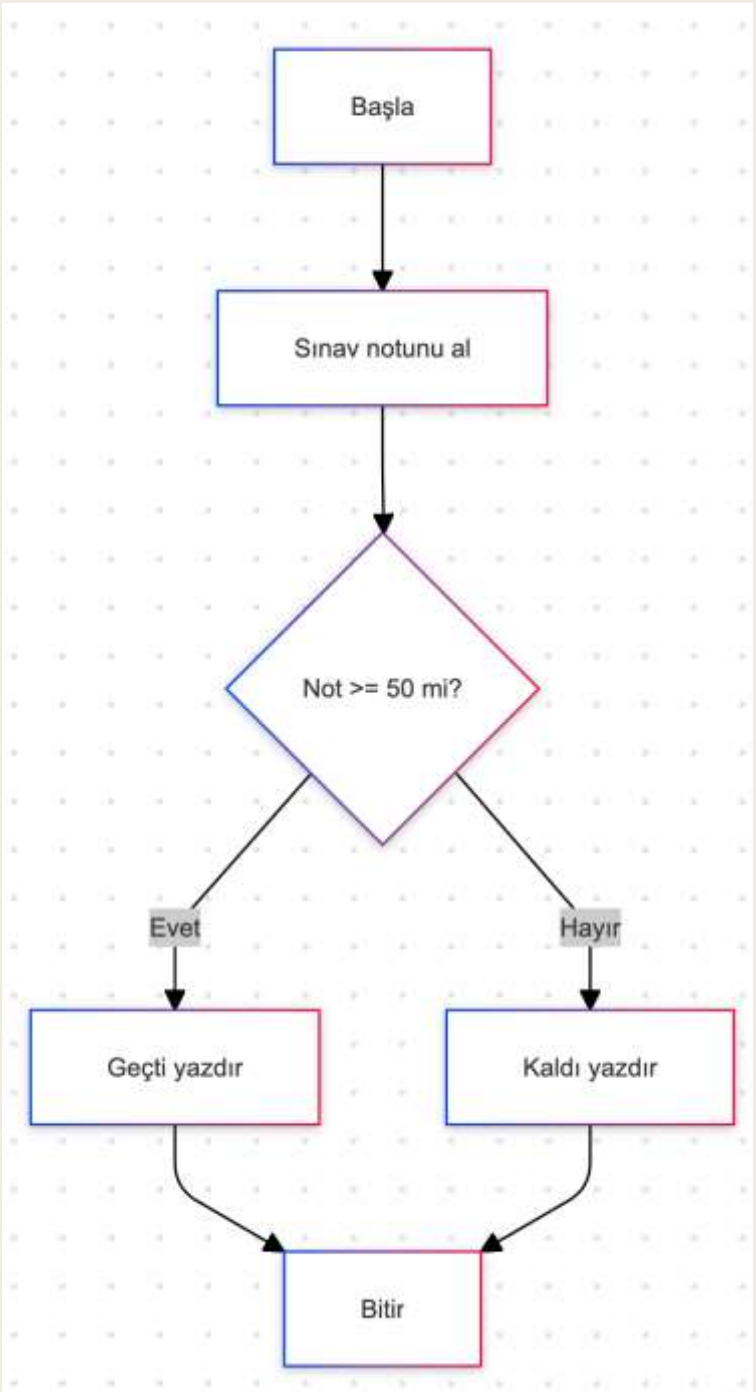 Başla
Sınav notunu al
Not >= 50 mi?
Evet
Hayır
Geçti yazdır
Kaldı yazdır
Bitir